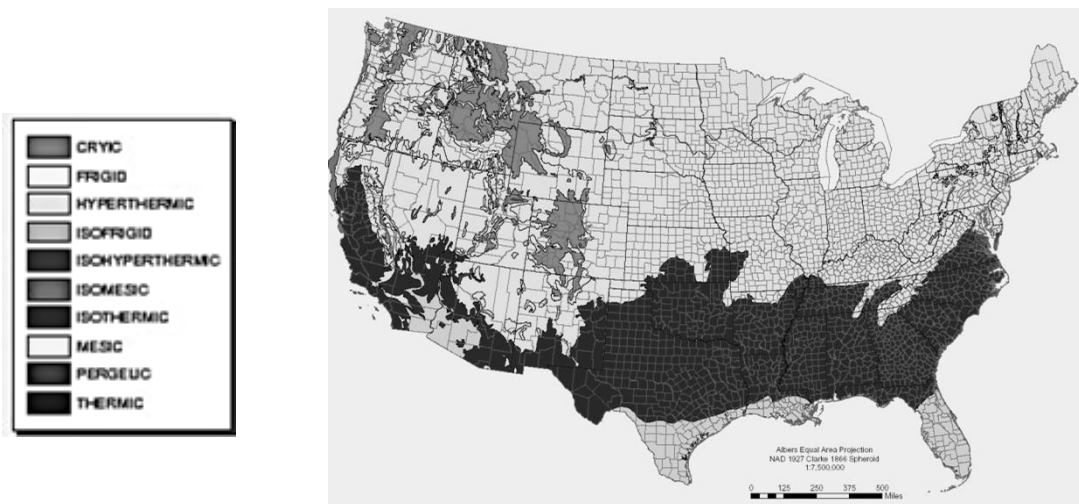 CRYIC
FRIGID
HYPERTHERMIC
ISOFRIGID
ISOHYPERTHERMIC
ISOMESIC
ISOTHERMIC
MESIC
PERGELIC
THERMIC
Albers Equal Area Projection
NAD 1927 Clarke 1866 Spheroid
1:7,500,000
0 125 250 375 500
Miles